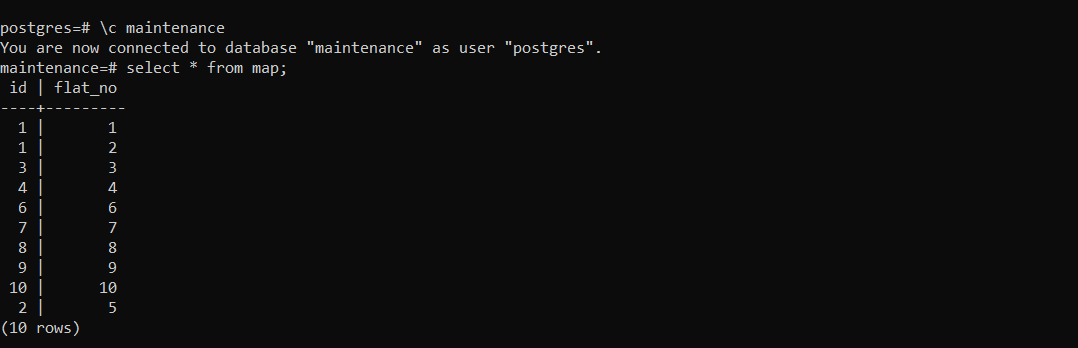 postgres=# \c maintenance
You are now connected to database "maintenance" as user "postgres".
maintenance=# select * from map;
 id | flat_no
----+---------
  1 |       1
  1 |       2
  3 |       3
  4 |       4
  6 |       6
  7 |       7
  8 |       8
  9 |       9
 10 |      10
  2 |       5
(10 rows)